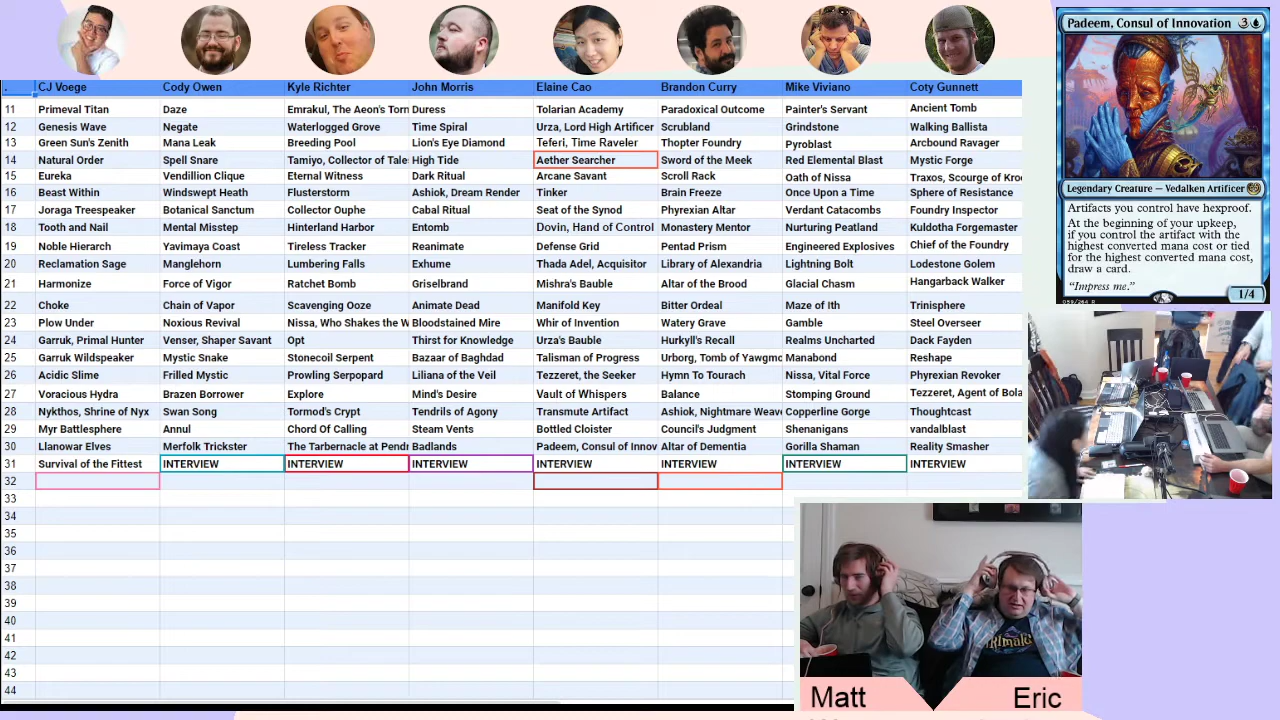 . CJ Voege Cody Owen Kyle Richter John Morris Elaine Cao Brandon Curry Mike Viviano Coty Gunnett
11 Primeval Titan Daze Emrakul, The Aeon's Torn Duress Tolarian Academy Paradoxical Outcome Painter's Servant Ancient Tomb
12 Genesis Wave Negate Waterlogged Grove Time Spiral Urza, Lord High Artificer Scrubland Grindstone Walking Ballista
13 Green Sun's Zenith Mana Leak Breeding Pool Lion's Eye Diamond Teferi, Time Raveler Thopter Foundry Pyroblast Arcbound Ravager
14 Natural Order Spell Snare Tamiyo, Collector of Tale High Tide Aether Searcher Sword of the Meek Red Elemental Blast Mystic Forge
15 Eureka Vendillion Clique Eternal Witness Dark Ritual Arcane Savant Scroll Rack Oath of Nissa Traxos, Scourge of Kro
16 Beast Within Windswept Heath Flusterstorm Ashiok, Dream Render Tinker Brain Freeze Once Upon a Time Sphere of Resistance
17 Joraga Treespeaker Botanical Sanctum Collector Ouphe Cabal Ritual Seat of the Synod Phyrexian Altar Verdant Catacombs Foundry Inspector
18 Tooth and Nail Mental Misstep Hinterland Harbor Entomb Dovin, Hand of Control Monastery Mentor Nurturing Peatland Kuldotha Forgemaster
19 Noble Hierarch Yavimaya Coast Tireless Tracker Reanimate Defense Grid Pentad Prism Engineered Explosives Chief of the Foundry
20 Reclamation Sage Manglehorn Lumbering Falls Exhume Thada Adel, Acquisitor Library of Alexandria Lightning Bolt Lodestone Golem
21 Harmonize Force of Vigor Ratchet Bomb Griselbrand Mishra's Bauble Altar of the Brood Glacial Chasm Hangarback Walker
22 Choke Chain of Vapor Scavenging Ooze Animate Dead Manifold Key Bitter Ordeal Maze of Ith Trinisphere
23 Plow Under Noxious Revival Nissa, Who Shakes the W Bloodstained Mire Whir of Invention Watery Grave Gamble Steel Overseer
24 Garruk, Primal Hunter Venser, Shaper Savant Opt Thirst for Knowledge Urza's Bauble Hurkyll's Recall Realms Uncharted Dack Fayden
25 Garruk Wildspeaker Mystic Snake Stonecoil Serpent Bazaar of Baghdad Talisman of Progress Urborg, Tomb of Yawgmo Manabond Reshape
26 Acidic Slime Frilled Mystic Prowling Serpopard Liliana of the Veil Tezzeret, the Seeker Hymn To Tourach Nissa, Vital Force Phyrexian Revoker
27 Voracious Hydra Brazen Borrower Explore Mind's Desire Vault of Whispers Balance Stomping Ground Tezzeret, Agent of Bola
28 Nykthos, Shrine of Nyx Swan Song Tormod's Crypt Tendrils of Agony Transmute Artifact Ashiok, Nightmare Weave Copperline Gorge Thoughtcast
29 Myr Battlesphere Annul Chord Of Calling Steam Vents Bottled Cloister Council's Judgment Shenanigans vandalblast
30 Llanowar Elves Merfolk Trickster The Tarbernacle at Pendr Badlands Padeem, Consul of Innov Altar of Dementia Gorilla Shaman Reality Smasher
31 Survival of the Fittest INTERVIEW INTERVIEW INTERVIEW INTERVIEW INTERVIEW INTERVIEW INTERVIEW
32
33
34
35
36
37
38
39
40
41
42
43
44
Padeem, Consul of Innovation 3
Legendary Creature — Vedalken Artificer
Artifacts you control have hexproof.
At the beginning of your upkeep,
if you control the artifact with the
highest converted mana cost or tied
for the highest converted mana cost,
draw a card.
"Impress me."
1/4
Matt Eric